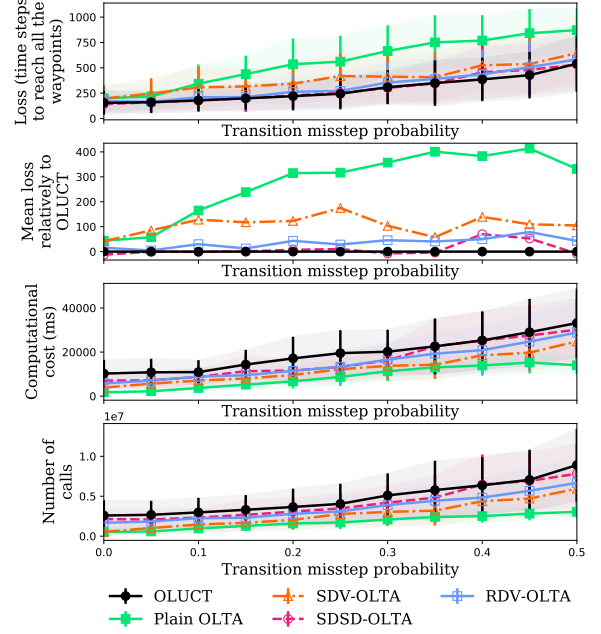 Loss (time steps
to reach all the
waypoints)
1000
750
500
250
0
Transition misstep probability
Mean loss
relatively to
OLUCT
400
300
200
100
0
Transition misstep probability
Computational
cost (ms)
40000
20000
0
Transition misstep probability
1e7
Number of
calls
1.0
0.5
0.0
0.0 0.1 0.2 0.3 0.4 0.5
Transition misstep probability
OLUCT SDV-OLTA RDV-OLTA
Plain OLTA SDSD-OLTA